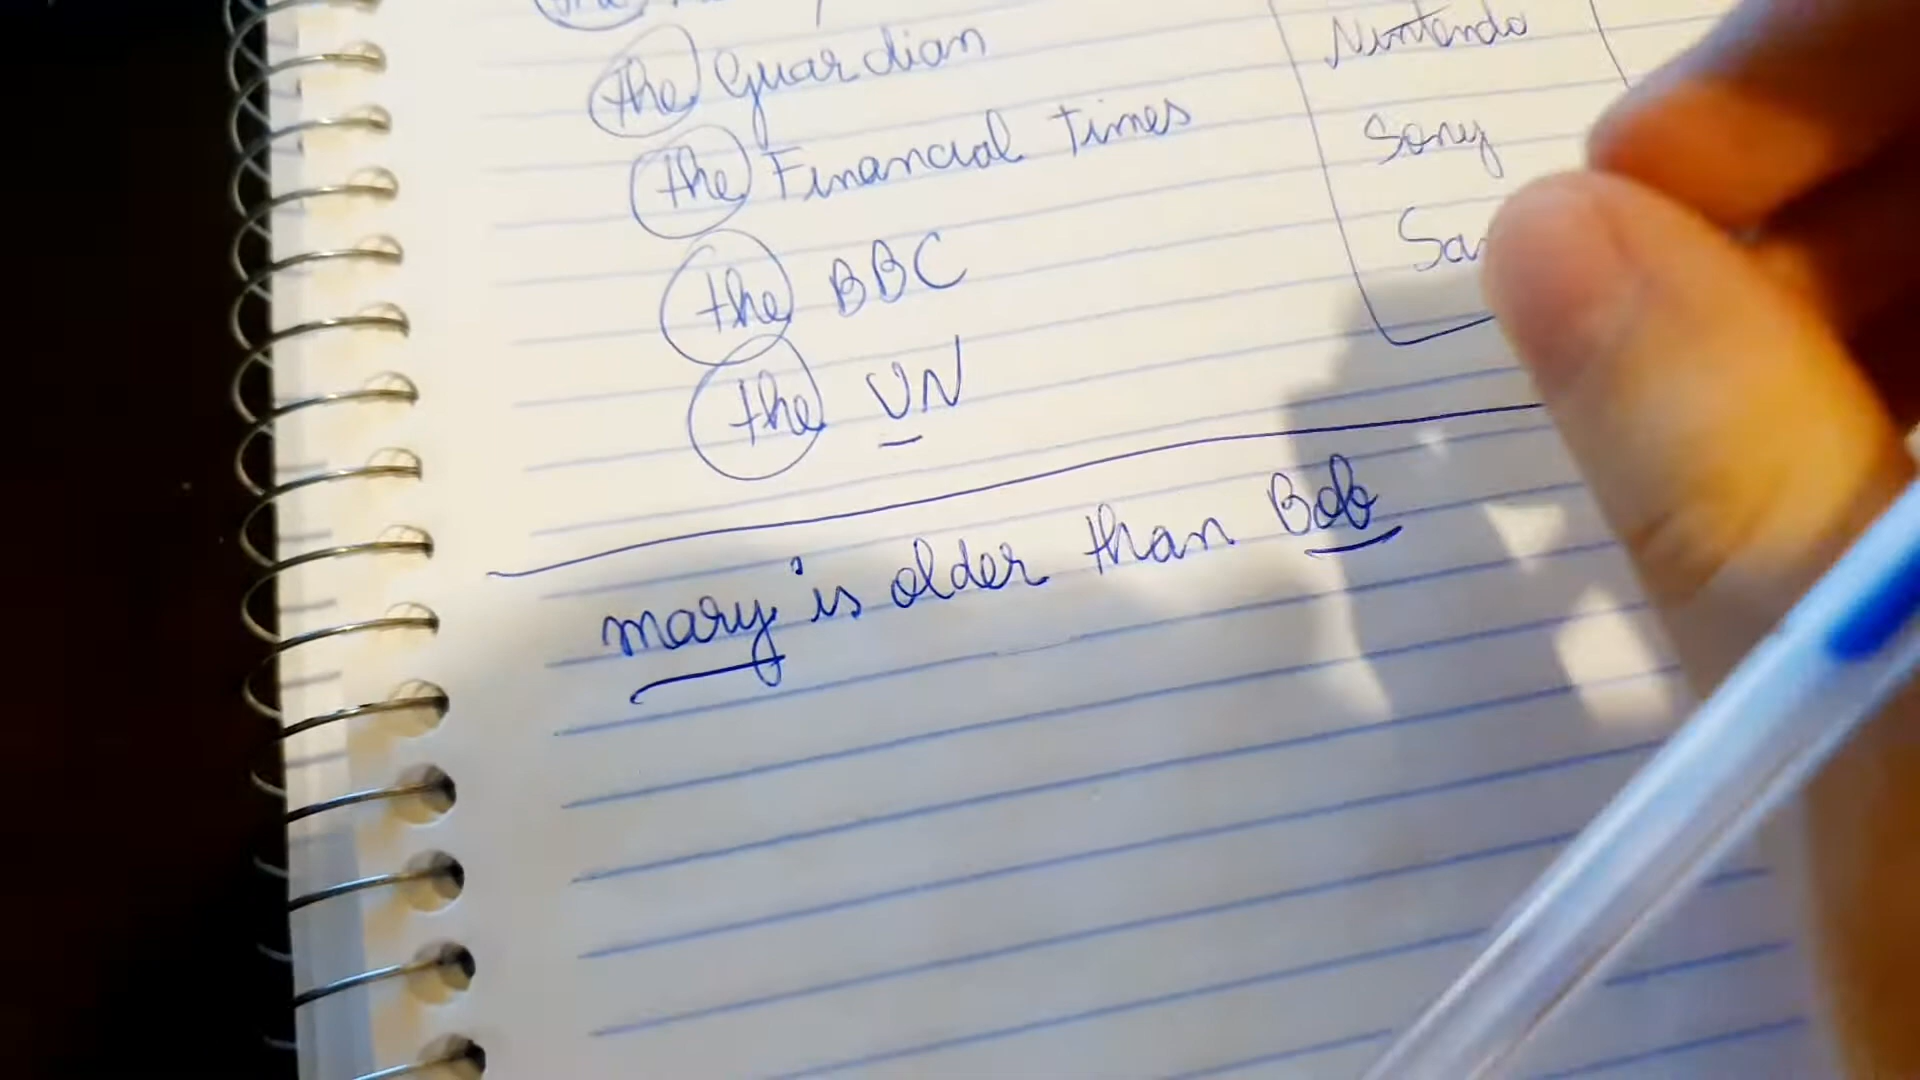 the Guardian
the Financial Times
the BBC
the UN
Nintendo
Sony
mary is older than Bob